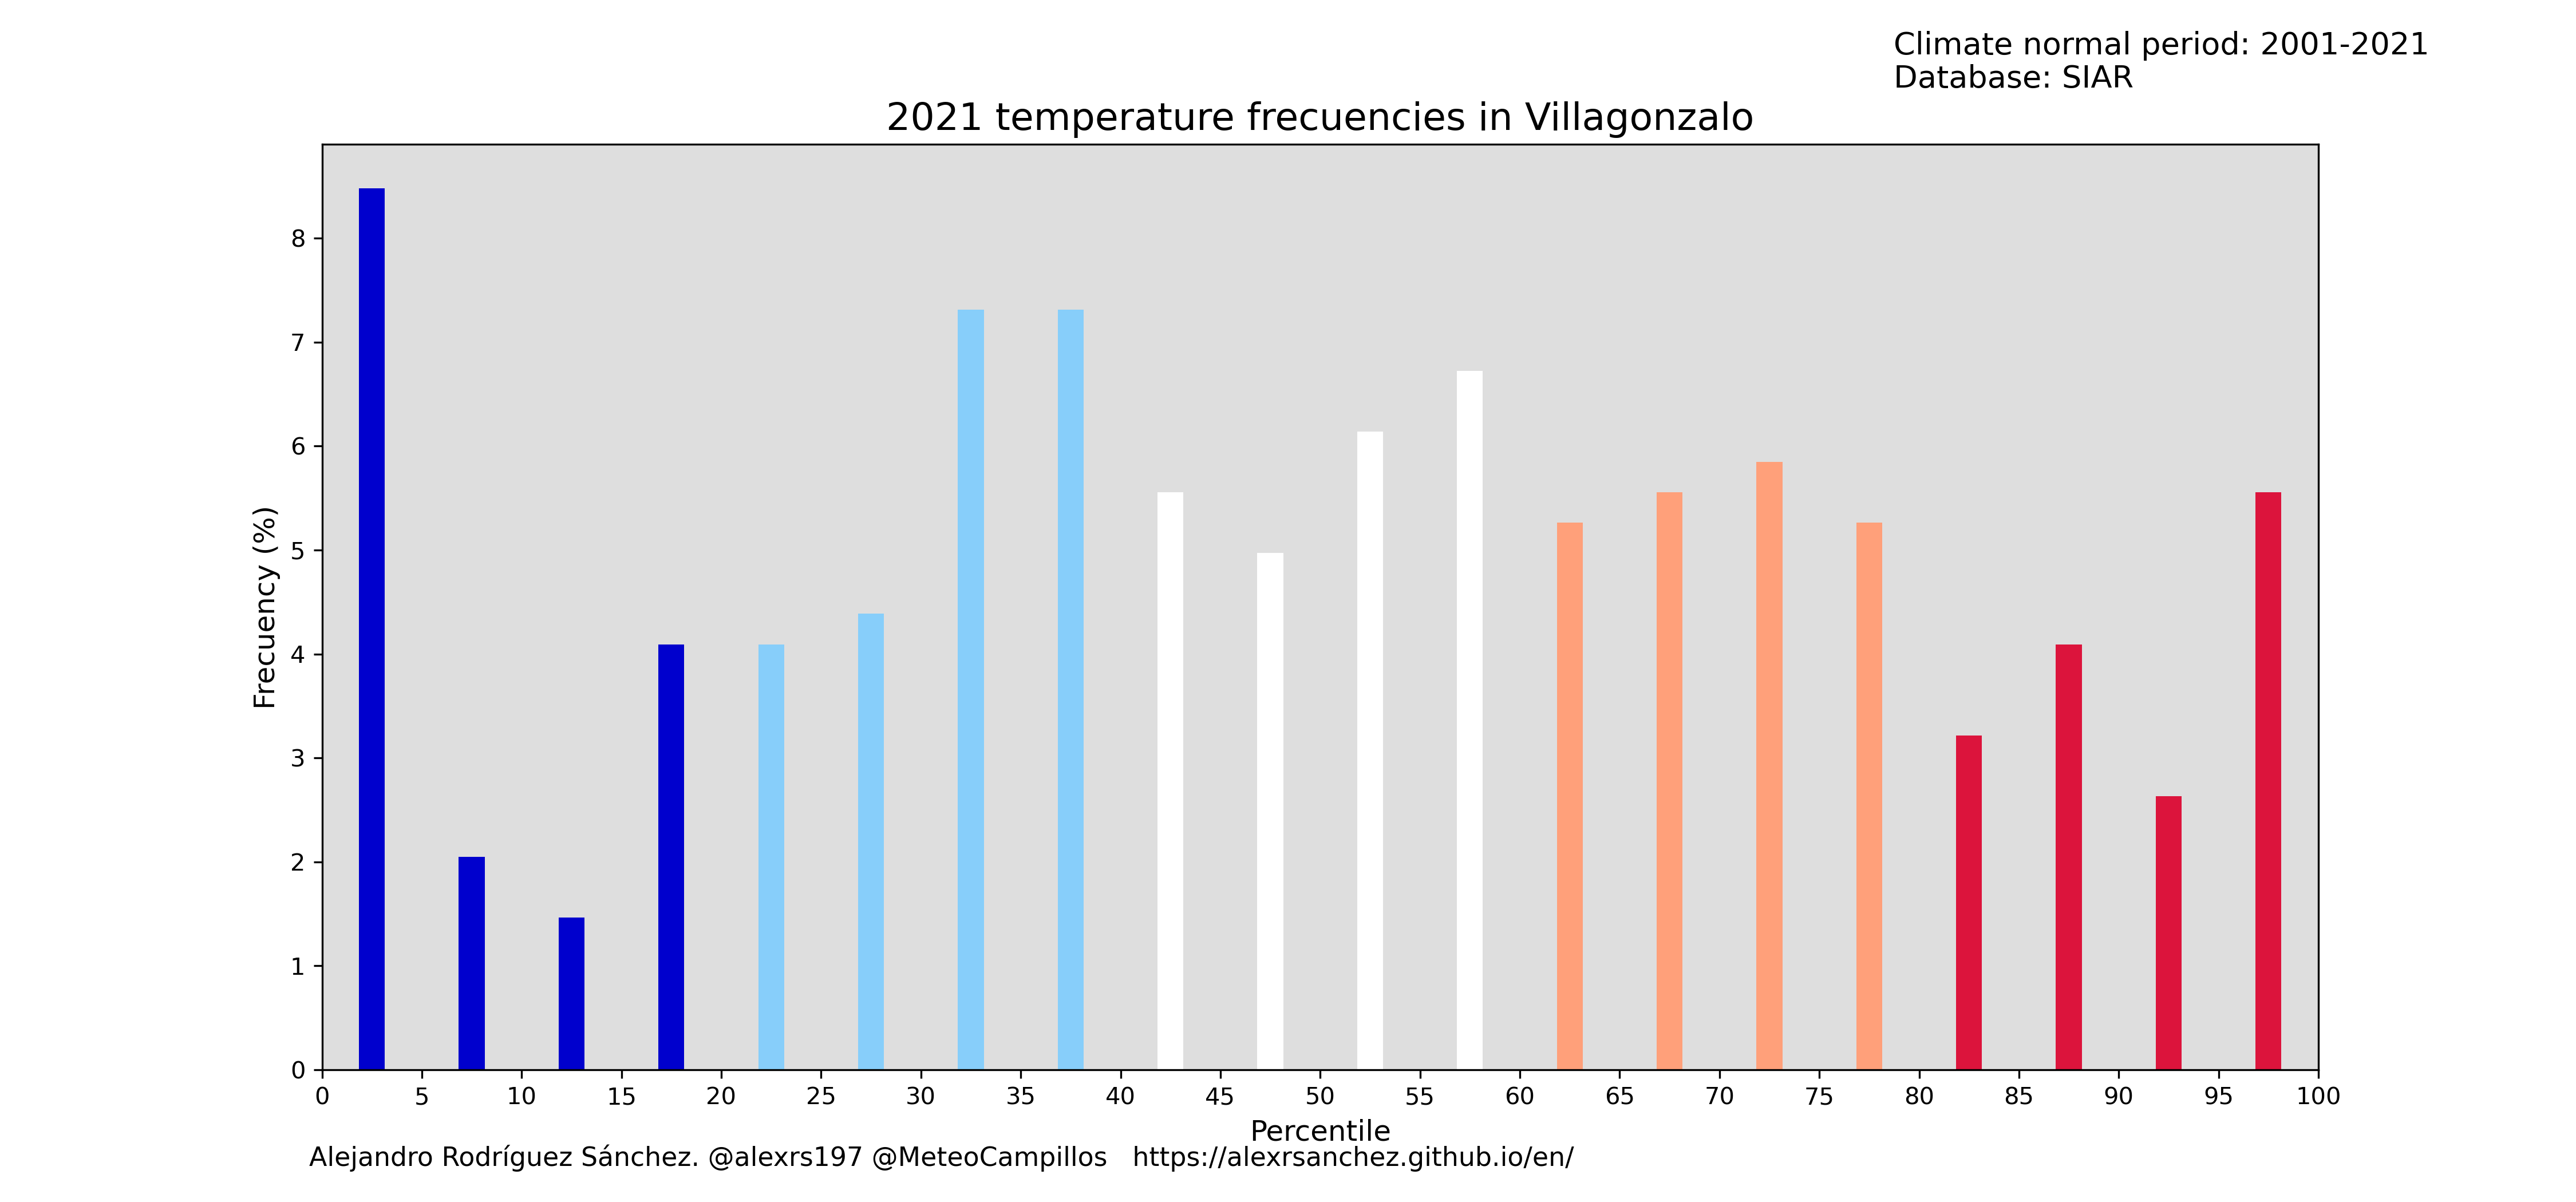 Climate normal period: 2001-2021
Database: SIAR
2021 temperature frecuencies in Villagonzalo
Frecuency (%)
8
7
6
5
4
3
2
1
0
0 5 10 15 20 25 30 35 40 45 50 55 60 65 70 75 80 85 90 95 100
Percentile
Alejandro Rodríguez Sánchez. @alexrs197 @MeteoCampillos https://alexrsanchez.github.io/en/